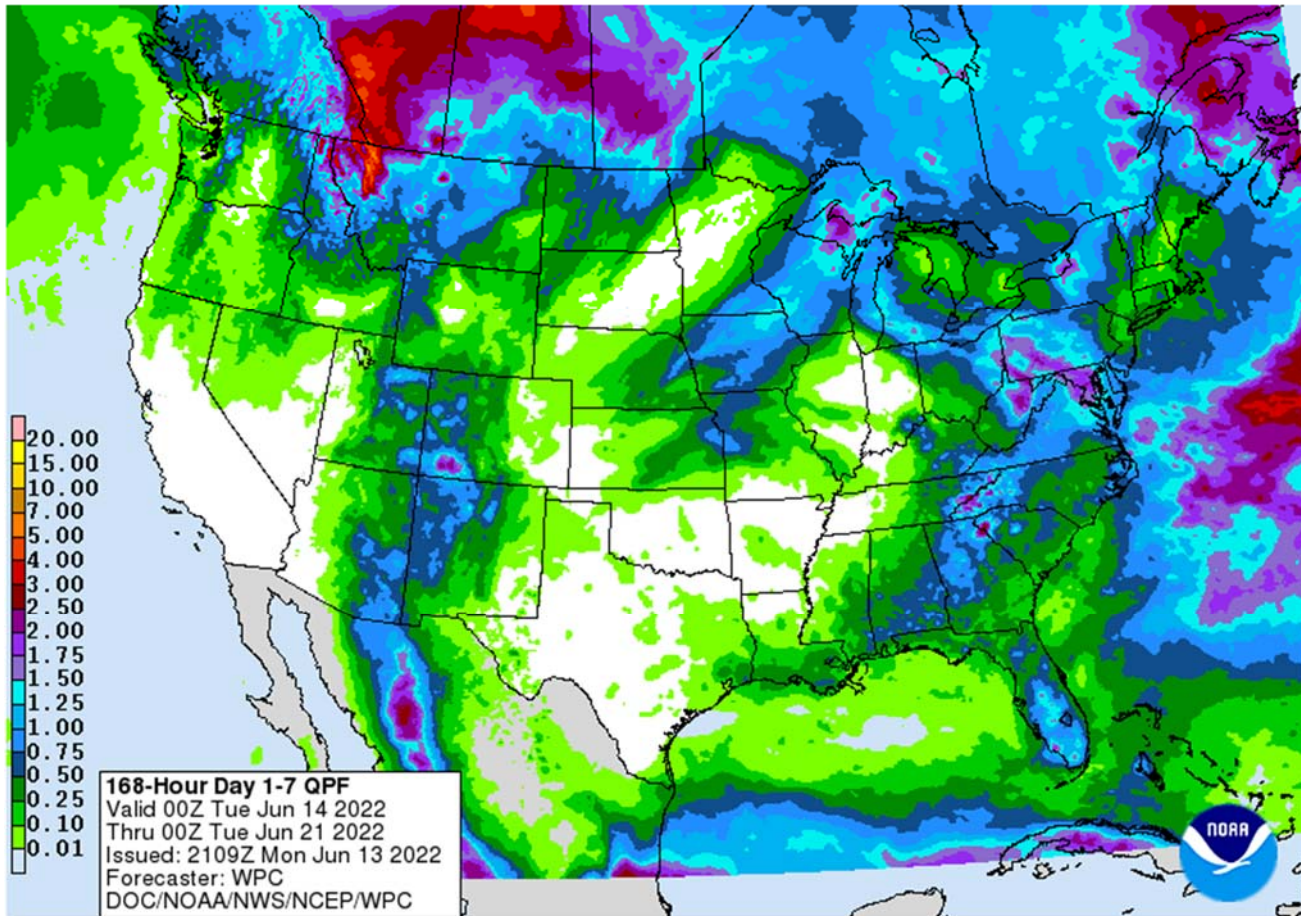 20.00
15.00
10.00
7.00
5.00
4.00
3.00
2.50
2.00
1.75
1.50
1.25
1.00
0.75
0.50
0.25
0.10
0.01
168-Hour Day 1-7 QPF
Valid 00Z Tue Jun 14 2022
Thru 00Z Tue Jun 21 2022
Issued: 2109Z Mon Jun 13 2022
Forecaster: WPC
DOC/NOAA/NWS/NCEP/WPC
NOAA